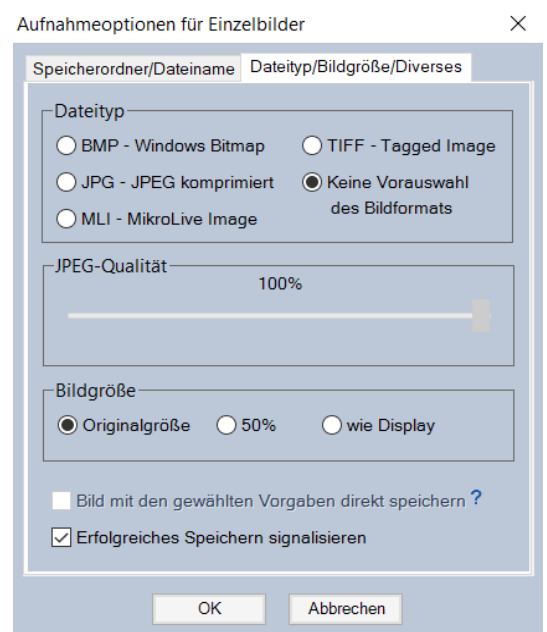 Aufnahmeoptionen für Einzelbilder
Speicherordner/Dateiname Dateityp/Bildgröße/Diverses
Dateityp
BMP - Windows Bitmap
TIFF - Tagged Image
JPG - JPEG komprimiert
Keine Vorauswahl
des Bildformats
MLI - MikroLive Image
JPEG-Qualität
100%
Bildgröße
Originalgröße 50% wie Display
Bild mit den gewählten Vorgaben direkt speichern ?
Erfolgreiches Speichern signalisieren
OK Abbrechen